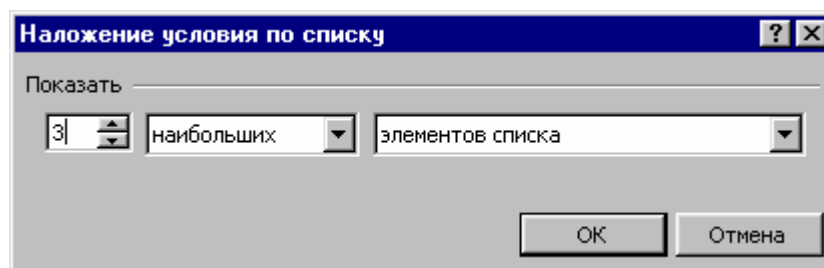 Наложение условия по списку
Показать
3 наибольших элементов списка
ОК Отмена